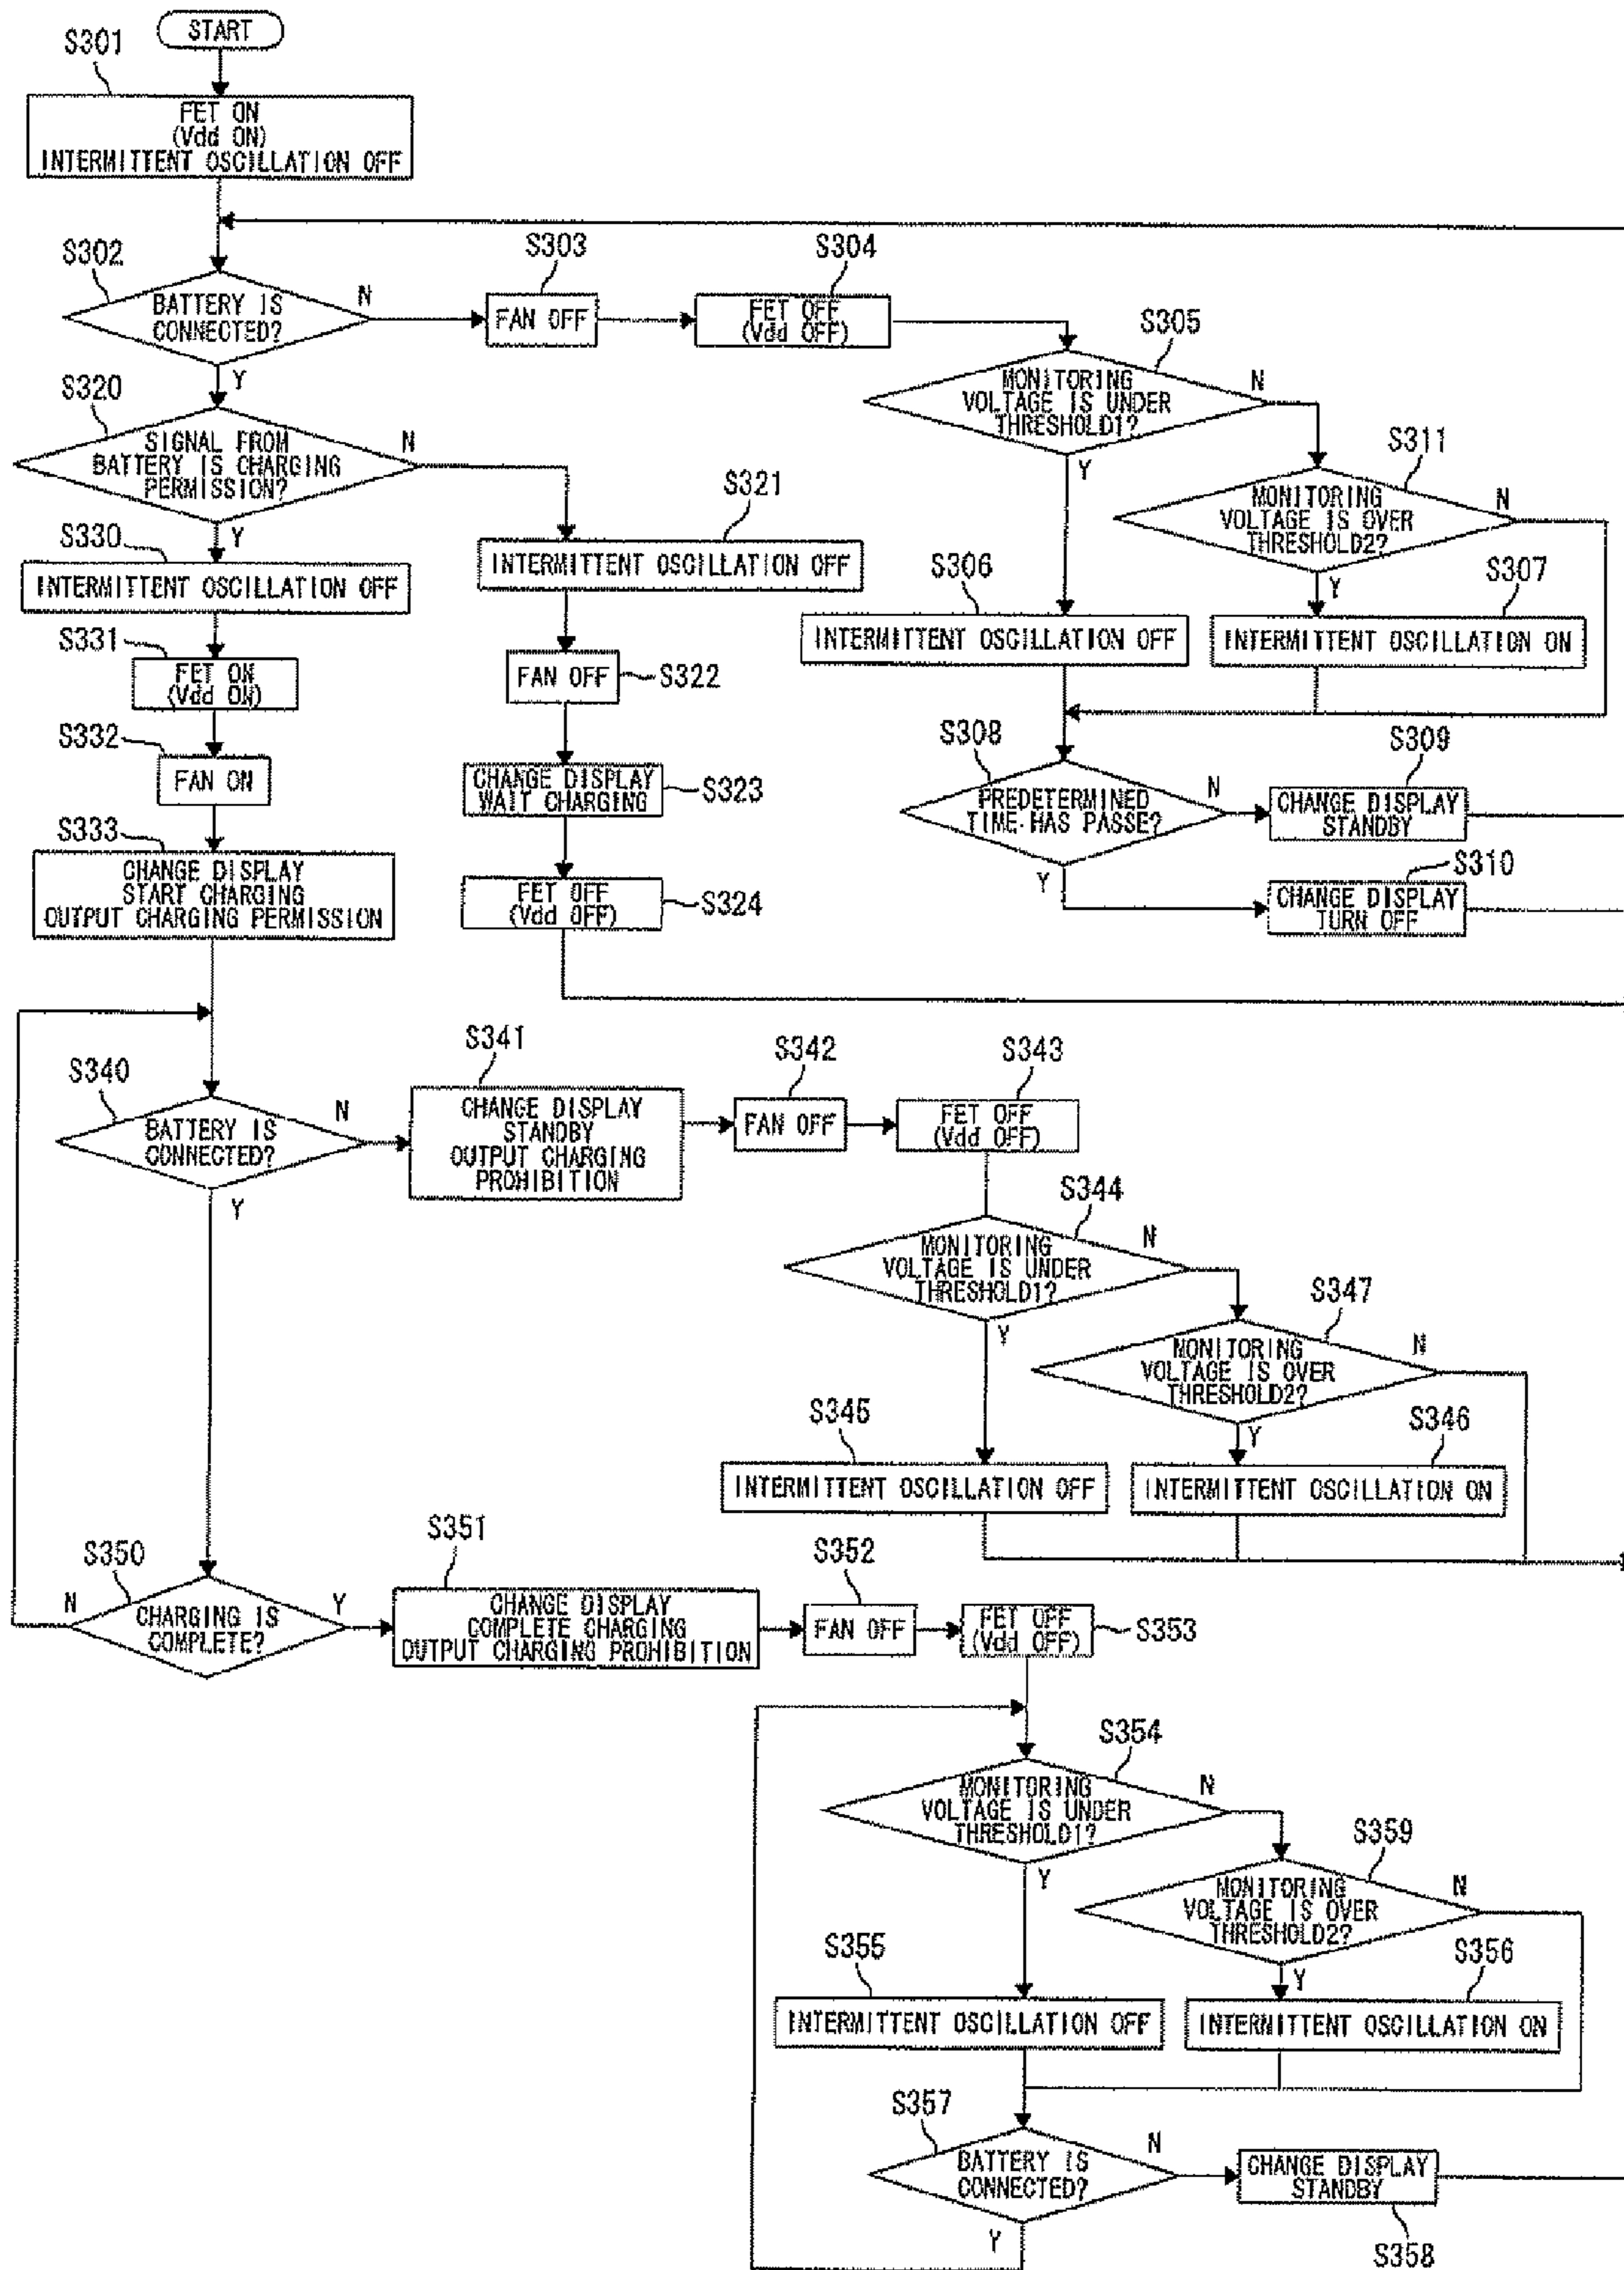 START
S301
FET ON
(Vdd ON)
INTERMITTENT OSCILLATION OFF
S302
BATTERY IS
CONNECTED?
N
Y
S303
FAN OFF
S304
FET OFF
(Vdd OFF)
S305
MONITORING
VOLTAGE IS UNDER
THRESHOLD1?
N
Y
S311
MONITORING
VOLTAGE IS OVER
THRESHOLD2?
N
Y
S306
INTERMITTENT OSCILLATION OFF
S307
INTERMITTENT OSCILLATION ON
S308
PREDETERMINED
TIME HAS PASSE?
N
Y
S309
CHANGE DISPLAY
STANDBY
S310
CHANGE DISPLAY
TURN OFF
S320
SIGNAL FROM
BATTERY IS CHARGING
PERMISSION?
N
Y
S321
INTERMITTENT OSCILLATION OFF
FAN OFF
S322
CHANGE DISPLAY
WAIT CHARGING
S323
FET OFF
(Vdd OFF)
S324
S330
INTERMITTENT OSCILLATION OFF
S331
FET ON
(Vdd ON)
S332
FAN ON
S333
CHANGE DISPLAY
START CHARGING
OUTPUT CHARGING PERMISSION
S340
BATTERY IS
CONNECTED?
N
Y
S341
CHANGE DISPLAY
STANDBY
OUTPUT CHARGING
PROHIBITION
S342
FAN OFF
S343
FET OFF
(Vdd OFF)
S344
MONITORING
VOLTAGE IS UNDER
THRESHOLD1?
N
Y
S347
MONITORING
VOLTAGE IS OVER
THRESHOLD2?
N
Y
S345
INTERMITTENT OSCILLATION OFF
S346
INTERMITTENT OSCILLATION ON
S350
CHARGING IS
COMPLETE?
N
Y
S351
CHANGE DISPLAY
COMPLETE CHARGING
OUTPUT CHARGING PROHIBITION
S352
FAN OFF
FET OFF
(Vdd OFF)
S353
S354
MONITORING
VOLTAGE IS UNDER
THRESHOLD1?
N
Y
S359
MONITORING
VOLTAGE IS OVER
THRESHOLD2?
N
Y
S355
INTERMITTENT OSCILLATION OFF
S356
INTERMITTENT OSCILLATION ON
S357
BATTERY IS
CONNECTED?
N
Y
CHANGE DISPLAY
STANDBY
S358